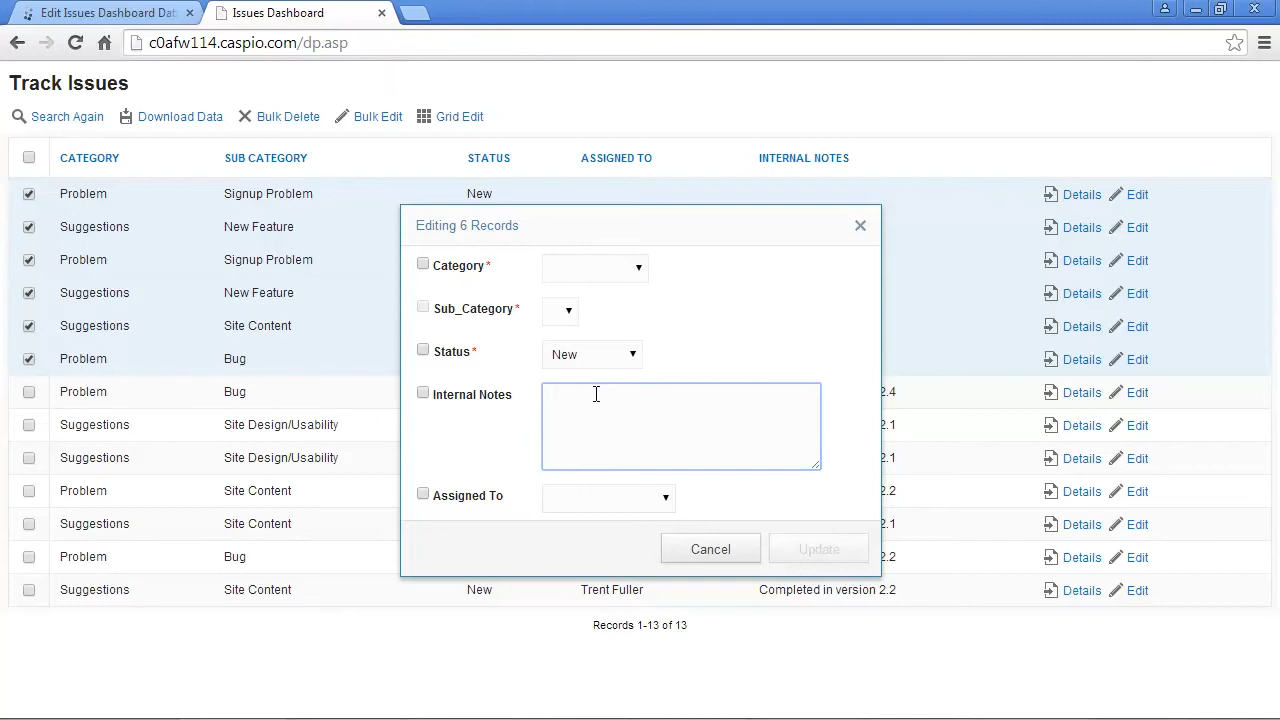 Edit Issues Dashboard Dat
Issues Dashboard
c0afw114.caspio.com/dp.asp
Track Issues
Search Again Download Data Bulk Delete Bulk Edit Grid Edit
CATEGORY SUB CATEGORY STATUS ASSIGNED TO INTERNAL NOTES
Problem Signup Problem New Details Edit
Suggestions New Feature Details Edit
Problem Signup Problem Details Edit
Suggestions New Feature Details Edit
Suggestions Site Content Details Edit
Problem Bug Details Edit
Problem Bug 2.4 Details Edit
Suggestions Site Design/Usability 2.1 Details Edit
Suggestions Site Design/Usability 2.1 Details Edit
Problem Site Content 2.2 Details Edit
Suggestions Site Content 2.1 Details Edit
Problem Bug 2.2 Details Edit
Suggestions Site Content New Trent Fuller Completed in version 2.2 Details Edit
Records 1-13 of 13
Editing 6 Records
Category*
Sub_Category*
Status* New
Internal Notes
Assigned To
Cancel Update